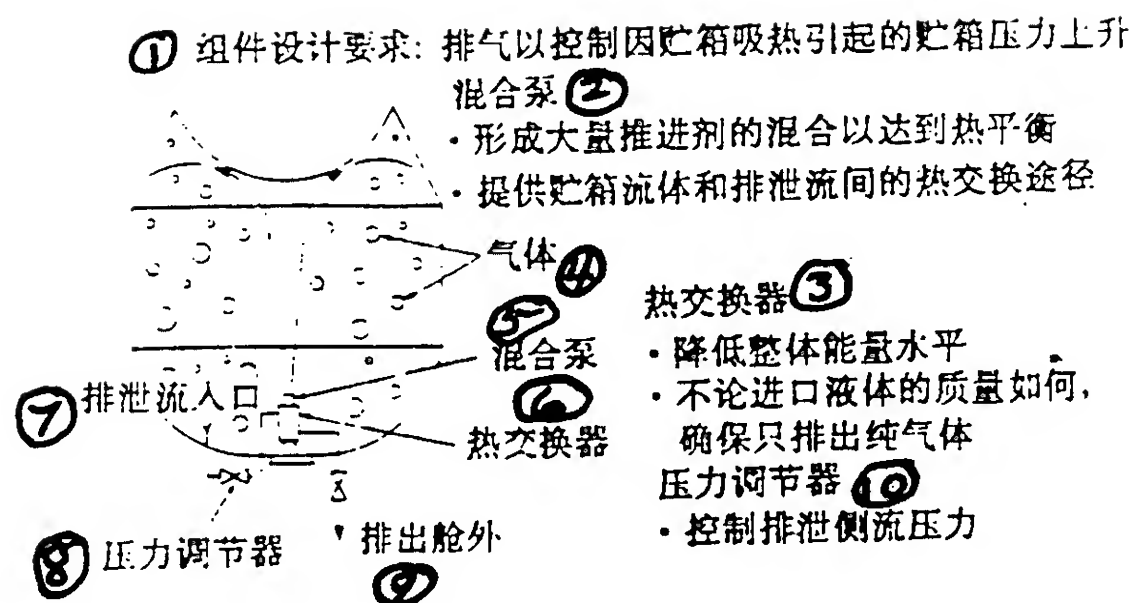 ① 组件设计要求: 排气以控制因贮箱吸热引起的贮箱压力上升
混合泵 ②
·形成大量推进剂的混合以达到热平衡
·提供贮箱流体和排泄流间的热交换途径
气体 ④
⑤
混合泵
⑥
热交换器
⑦ 排泄流入口
⑧ 压力调节器
排出舱外
⑨
热交换器 ③
·降低整体能量水平
·不论进口液体的质量如何,
确保只排出纯气体
压力调节器 ⑩
·控制排泄侧流压力